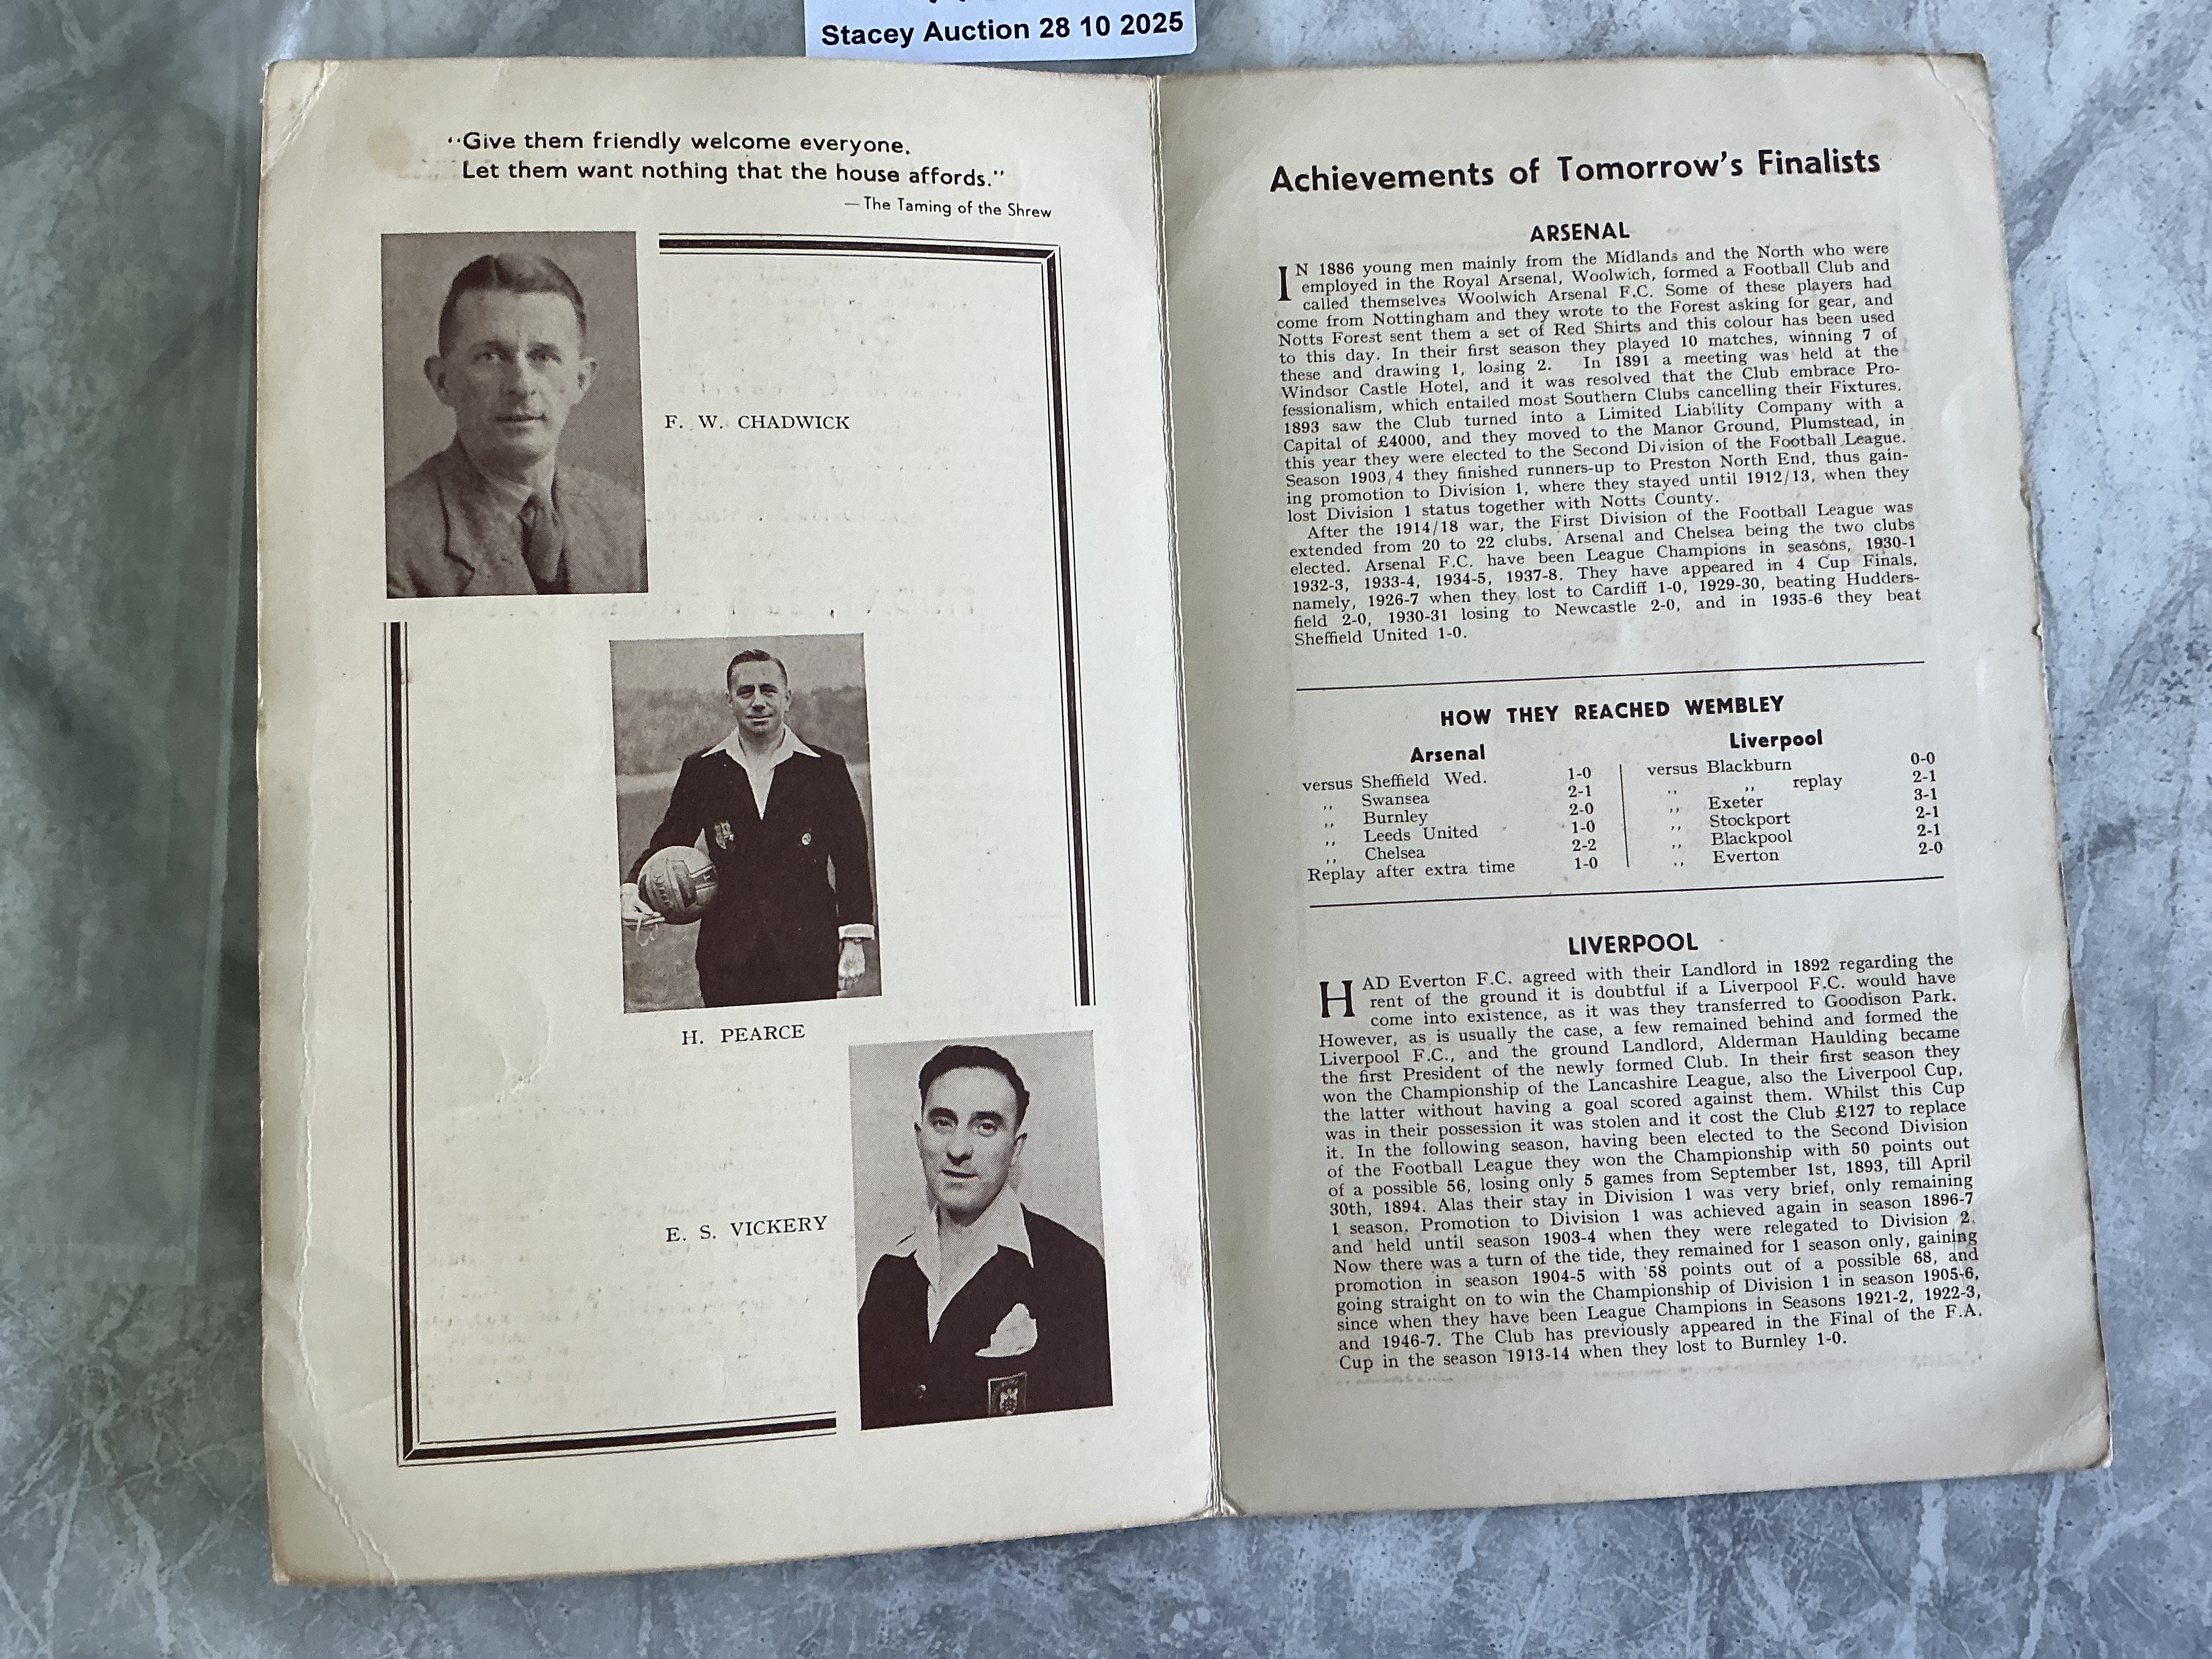 Stacey Auction 28 10 2025
"Give them friendly welcome everyone.
Let them want nothing that the house affords."
— The Taming of the Shrew
F. W. CHADWICK
H. PEARCE
E. S. VICKERY
Achievements of Tomorrow's Finalists
ARSENAL
IN 1886 young men mainly from the Midlands and the North who were
employed in the Royal Arsenal, Woolwich, formed a Football Club and
called themselves Woolwich Arsenal F.C. Some of these players had
come from Nottingham and they wrote to the Forest asking for gear, and
Notts Forest sent them a set of Red Shirts and this colour has been used
to this day. In their first season they played 10 matches, winning 7 of
these and drawing 1, losing 2. In 1891 a meeting was held at the
Windsor Castle Hotel, and it was resolved that the Club embrace Pro-
fessionalism, which entailed most Southern Clubs cancelling their Fixtures.
1893 saw the Club turned into a Limited Liability Company with a
Capital of £4000, and they moved to the Manor Ground, Plumstead, in
this year they were elected to the Second Division of the Football League.
Season 1903/4 they finished runners-up to Preston North End, thus gain-
ing promotion to Division 1, where they stayed until 1912/13, when they
lost Division 1 status together with Notts County.
After the 1914/18 war, the First Division of the Football League was
extended from 20 to 22 clubs, Arsenal and Chelsea being the two clubs
elected. Arsenal F.C. have been League Champions in seasons, 1930-1
1932-3, 1933-4, 1934-5, 1937-8. They have appeared in 4 Cup Finals,
namely, 1926-7 when they lost to Cardiff 1-0, 1929-30, beating Hudders-
field 2-0, 1930-31 losing to Newcastle 2-0, and in 1935-6 they beat
Sheffield United 1-0.
HOW THEY REACHED WEMBLEY
Arsenal
versus Sheffield Wed. 1-0
,, Swansea 2-1
,, Burnley 2-0
,, Leeds United 1-0
,, Chelsea 2-2
Replay after extra time 1-0
Liverpool
versus Blackburn 0-0
,, ,, replay 2-1
,, Exeter 3-1
,, Stockport 2-1
,, Blackpool 2-1
,, Everton 2-0
LIVERPOOL
HAD Everton F.C. agreed with their Landlord in 1892 regarding the
rent of the ground it is doubtful if a Liverpool F.C. would have
come into existence, as it was they transferred to Goodison Park.
However, as is usually the case, a few remained behind and formed the
Liverpool F.C., and the ground Landlord, Alderman Haulding became
the first President of the newly formed Club. In their first season they
won the Championship of the Lancashire League, also the Liverpool Cup,
the latter without having a goal scored against them. Whilst this Cup
was in their possession it was stolen and it cost the Club £127 to replace
it. In the following season, having been elected to the Second Division
of the Football League they won the Championship with 50 points out
of a possible 56, losing only 5 games from September 1st, 1893, till April
30th, 1894. Alas their stay in Division 1 was very brief, only remaining
1 season. Promotion to Division 1 was achieved again in season 1896-7
and held until season 1903-4 when they were relegated to Division 2.
Now there was a turn of the tide, they remained for 1 season only, gaining
promotion in season 1904-5 with 58 points out of a possible 68, and
going straight on to win the Championship of Division 1 in season 1905-6,
since when they have been League Champions in Seasons 1921-2, 1922-3,
and 1946-7. The Club has previously appeared in the Final of the F.A.
Cup in the season 1913-14 when they lost to Burnley 1-0.